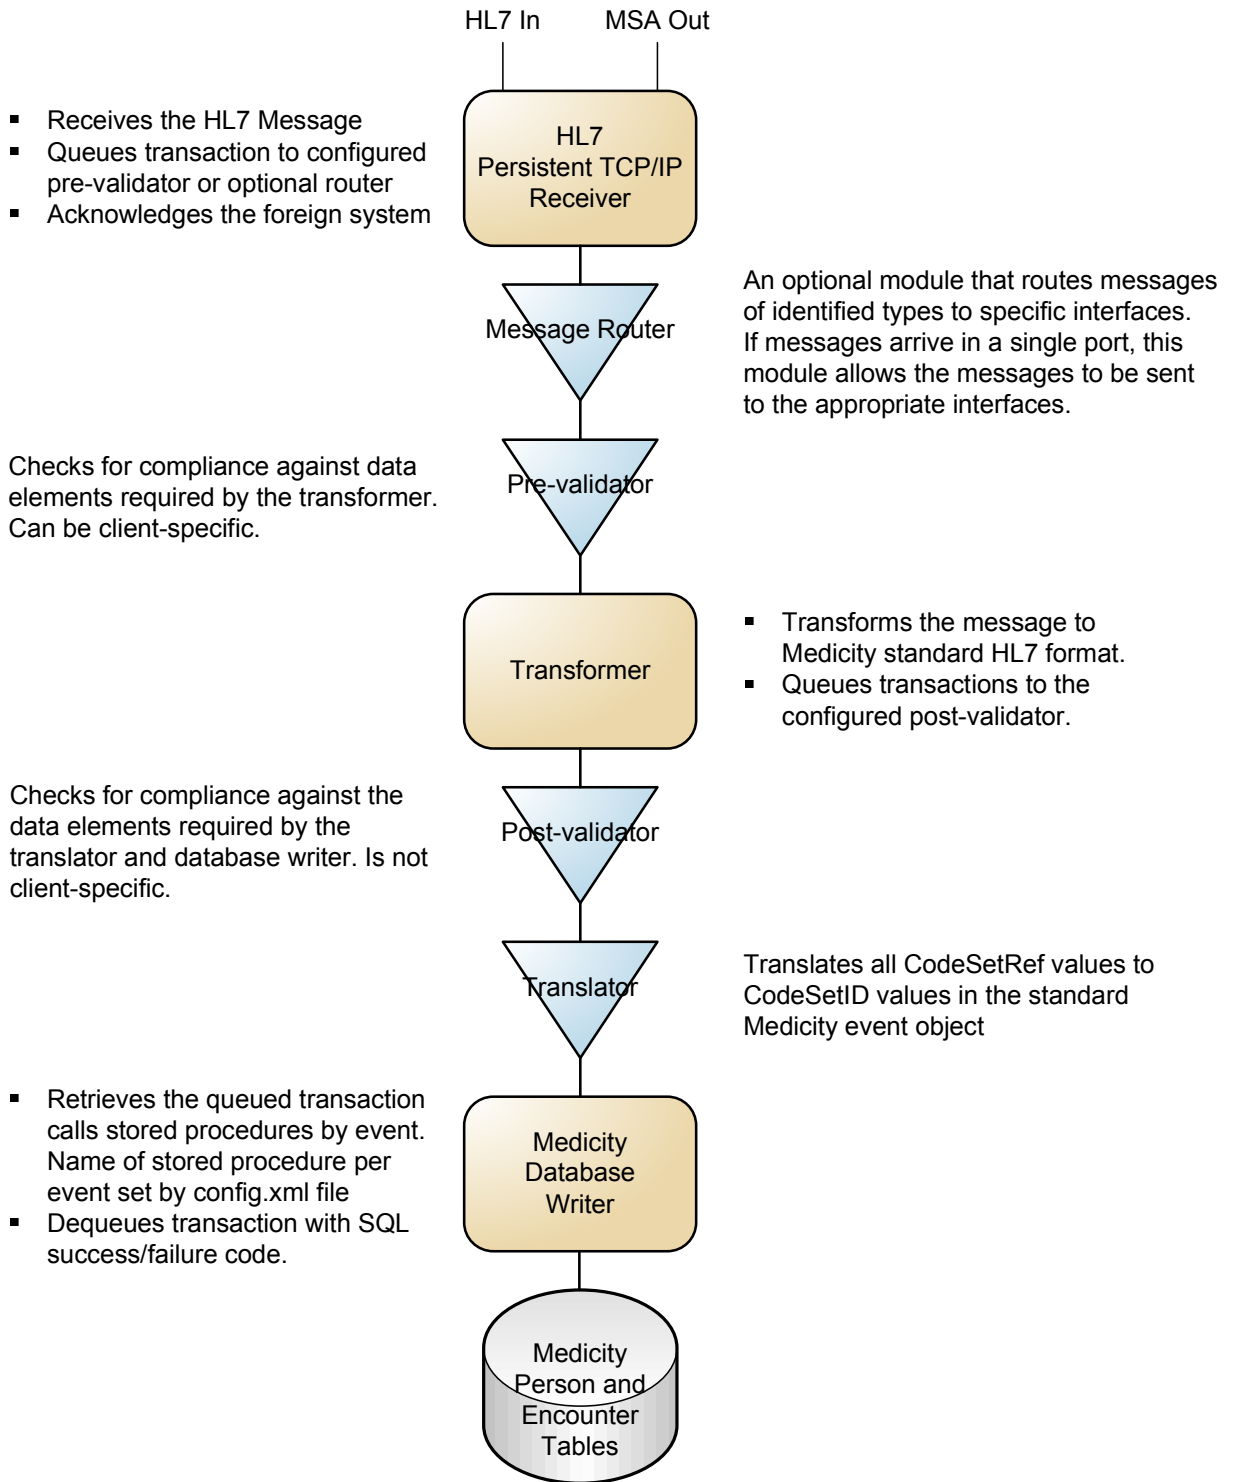 HL7 In
MSA Out
▪ Receives the HL7 Message
▪ Queues transaction to configured
pre-validator or optional router
▪ Acknowledges the foreign system
HL7
Persistent TCP/IP
Receiver
Message Router
An optional module that routes messages
of identified types to specific interfaces.
If messages arrive in a single port, this
module allows the messages to be sent
to the appropriate interfaces.
Checks for compliance against data
elements required by the transformer.
Can be client-specific.
Pre-validator
Transformer
▪ Transforms the message to
Medicity standard HL7 format.
▪ Queues transactions to the
configured post-validator.
Checks for compliance against the
data elements required by the
translator and database writer. Is not
client-specific.
Post-validator
Translator
Translates all CodeSetRef values to
CodeSetID values in the standard
Medicity event object
▪ Retrieves the queued transaction
calls stored procedures by event.
Name of stored procedure per
event set by config.xml file
▪ Dequeues transaction with SQL
success/failure code.
Medicity
Database
Writer
Medicity
Person and
Encounter
Tables